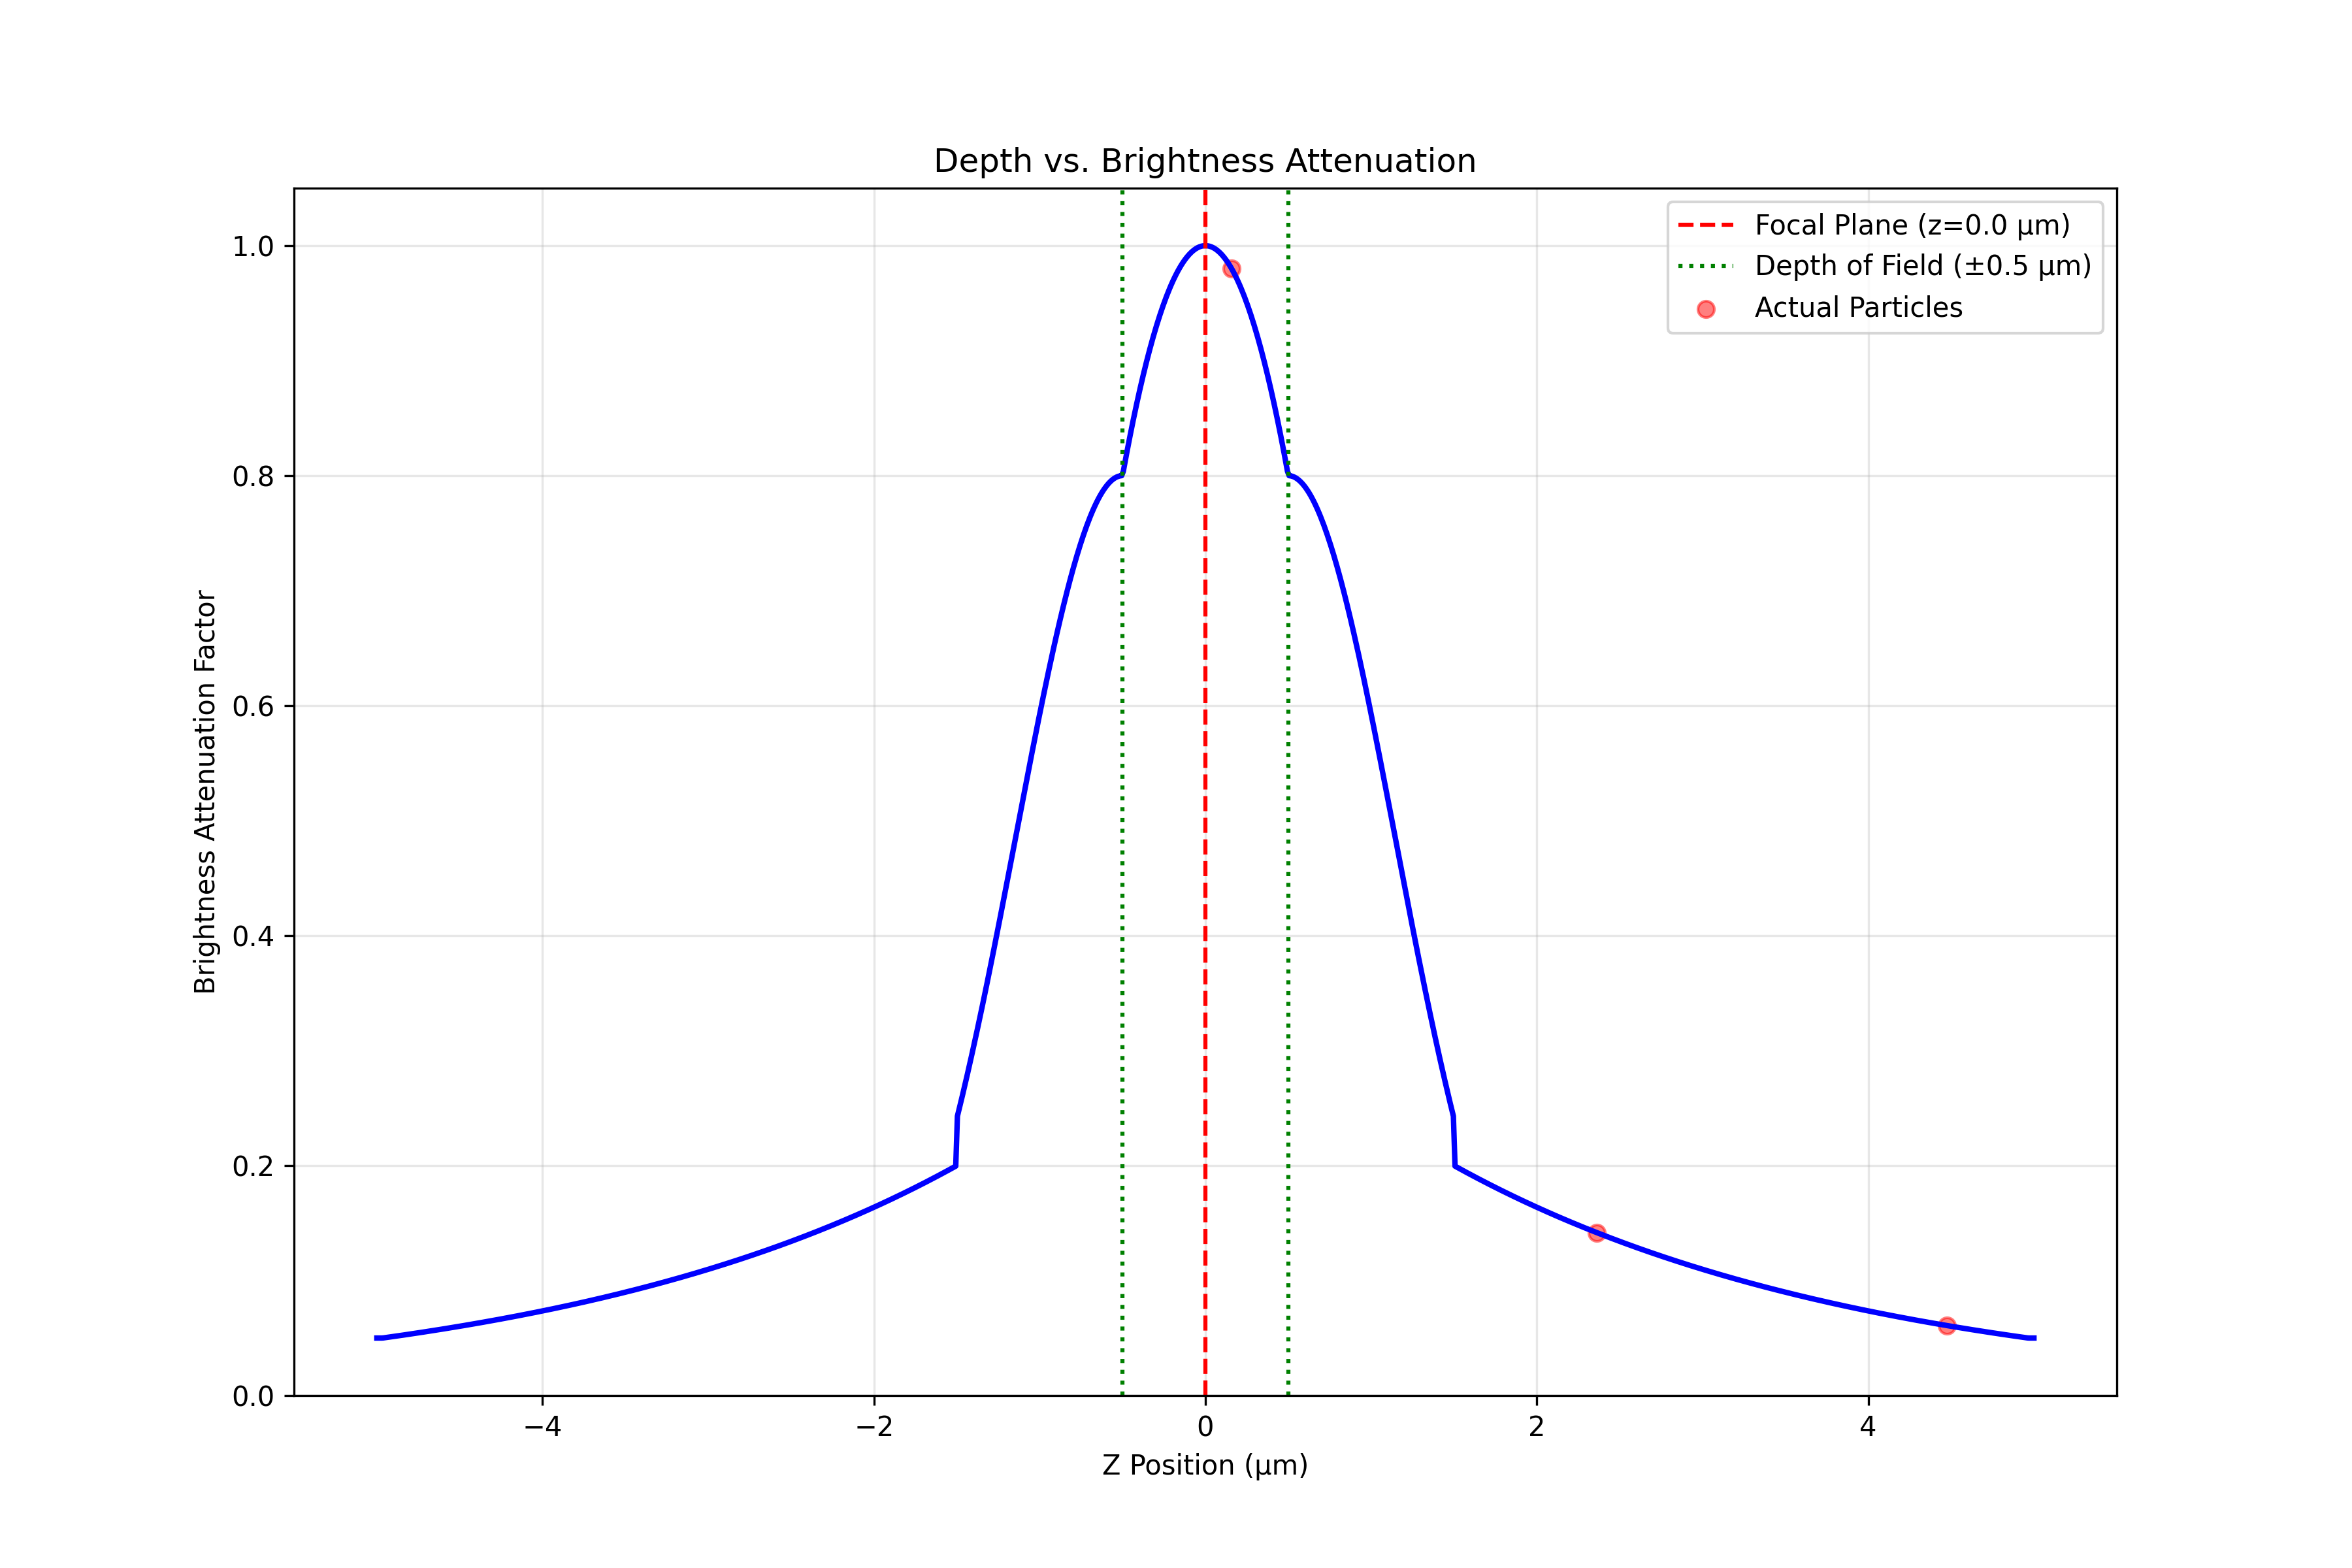 Depth vs. Brightness Attenuation
Focal Plane (z=0.0 μm)
Depth of Field (±0.5 μm)
Actual Particles
Brightness Attenuation Factor
1.0
0.8
0.6
0.4
0.2
0.0
−4
−2
0
2
4
Z Position (μm)